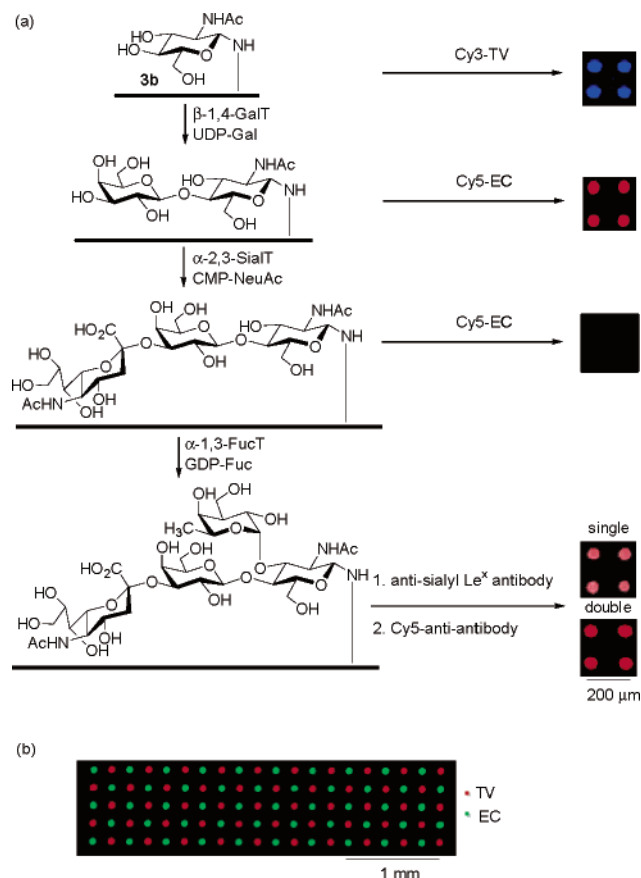 (a)
HO
NHAc
HO
NH
O
OH
3b
Cy3-TV
β-1,4-GalT
UDP-Gal
OH
OH
NHAc
HO
O
O
HO
O
NH
OH
OH
Cy5-EC
α-2,3-SialT
CMP-NeuAc
OH
OH
NHAc
HO₂C
O
HO
O
O
NH
HO
OH
O
O
OH
OH
HO
AcHN
OH
OH
Cy5-EC
α-1,3-FucT
GDP-Fuc
OH
OH
OH
H₃C
O
O
NHAc
OH
OH
HO₂C
O
O
O
O
NH
HO
OH
O
OH
OH
HO
AcHN
OH
OH
1. anti-sialyl Leˣ antibody
2. Cy5-anti-antibody
single
double
200 μm
(b)
TV
EC
1 mm